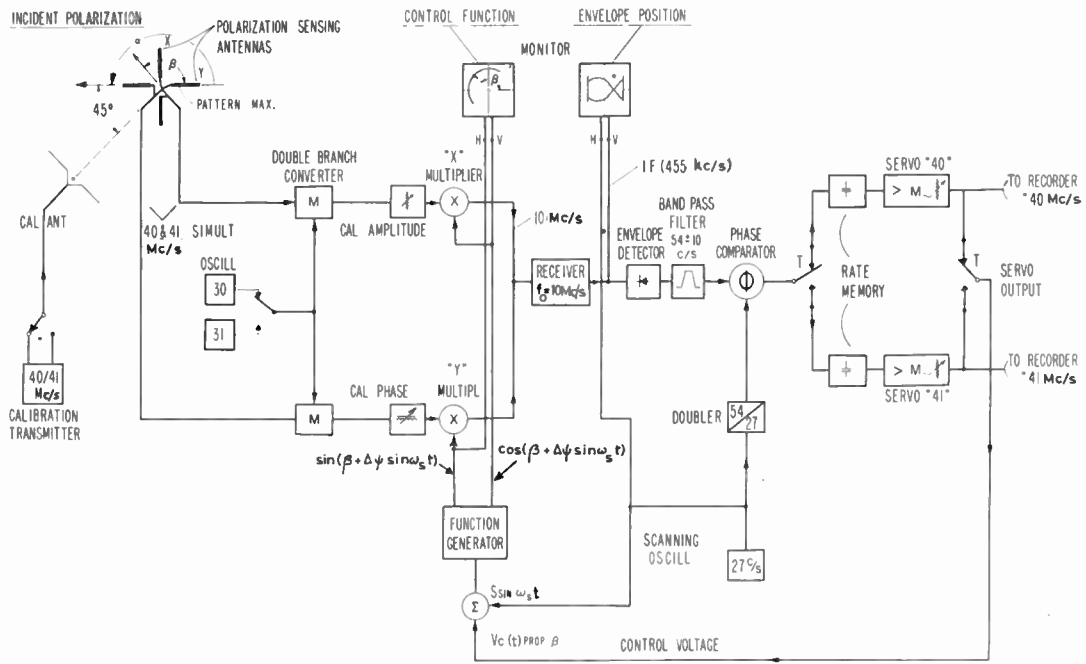 INCIDENT POLARIZATION
CONTROL FUNCTION
ENVELOPE POSITION
MONITOR
POLARIZATION SENSING
ANTENNAS
α
X
β
Y
PATTERN MAX.
45°
β
H V
H V
IF (455 kc/s)
DOUBLE BRANCH
CONVERTER
M
CAL AMPLITUDE
"X"
MULTIPLIER
X
10 Mc/s
RECEIVER
f₀=10Mc/s
ENVELOPE
DETECTOR
BAND PASS
FILTER
54±10
C/S
PHASE
COMPARATOR
Φ
T
RATE
MEMORY
SERVO "40"
> M~
TO RECORDER
"40 Mc/s
T
SERVO
OUTPUT
CAL ANT
40 & 41 SIMULT
Mc/s
OSCILL
30
31
40/41
Mc/s
CALIBRATION
TRANSMITTER
M
CAL PHASE
"Y"
MULTIPL
X
> M~
SERVO "41"
TO RECORDER
"41 Mc/s
DOUBLER
54/27
sin(β+Δψ sinωₛt)
cos(β+Δψ sinωₛt)
FUNCTION
GENERATOR
SCANNING
OSCILL
27 C/S
S SIN ωₛt
Σ
Vc (t) PROP β
CONTROL VOLTAGE